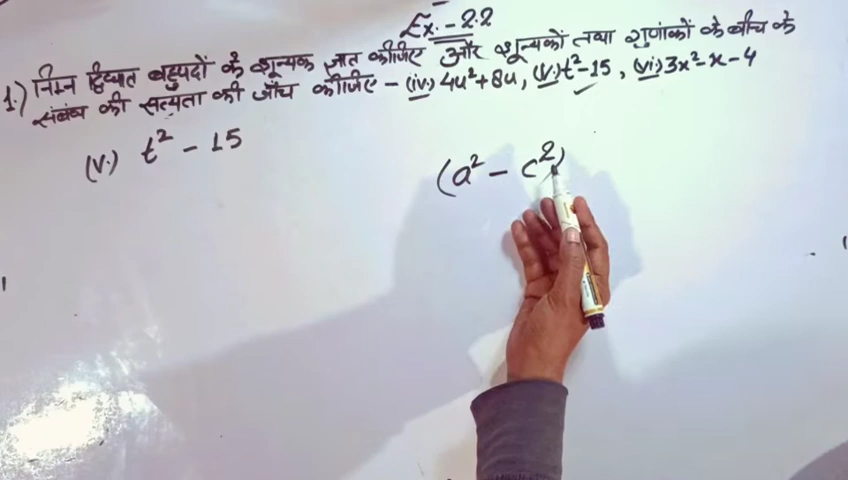 Ex. - 2.2
1.) निम्न द्विघात बहुपदों के शून्यक ज्ञात कीजिए और शून्यकों तथा गुणांकों के बीच के
संबंध की सत्यता की जाँच कीजिए - (iv.) 4u²+8u, (v.) t²-15, (vi.) 3x²-x-4
(v.) t² - 15
(a² - c²)